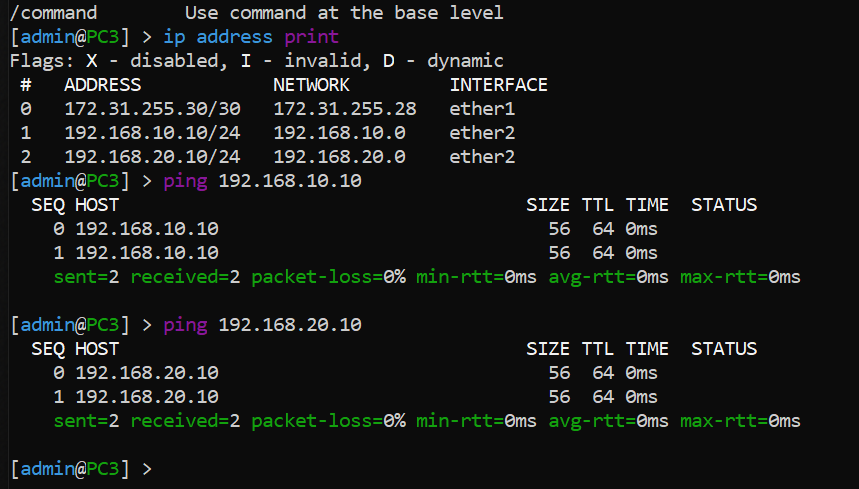 /command        Use command at the base level
[admin@PC3] > ip address print
Flags: X - disabled, I - invalid, D - dynamic
 #   ADDRESS            NETWORK         INTERFACE
 0   172.31.255.30/30   172.31.255.28   ether1
 1   192.168.10.10/24   192.168.10.0    ether2
 2   192.168.20.10/24   192.168.20.0    ether2
[admin@PC3] > ping 192.168.10.10
  SEQ HOST                                     SIZE TTL TIME  STATUS
    0 192.168.10.10                              56  64 0ms
    1 192.168.10.10                              56  64 0ms
    sent=2 received=2 packet-loss=0% min-rtt=0ms avg-rtt=0ms max-rtt=0ms
[admin@PC3] > ping 192.168.20.10
  SEQ HOST                                     SIZE TTL TIME  STATUS
    0 192.168.20.10                              56  64 0ms
    1 192.168.20.10                              56  64 0ms
    sent=2 received=2 packet-loss=0% min-rtt=0ms avg-rtt=0ms max-rtt=0ms
[admin@PC3] >